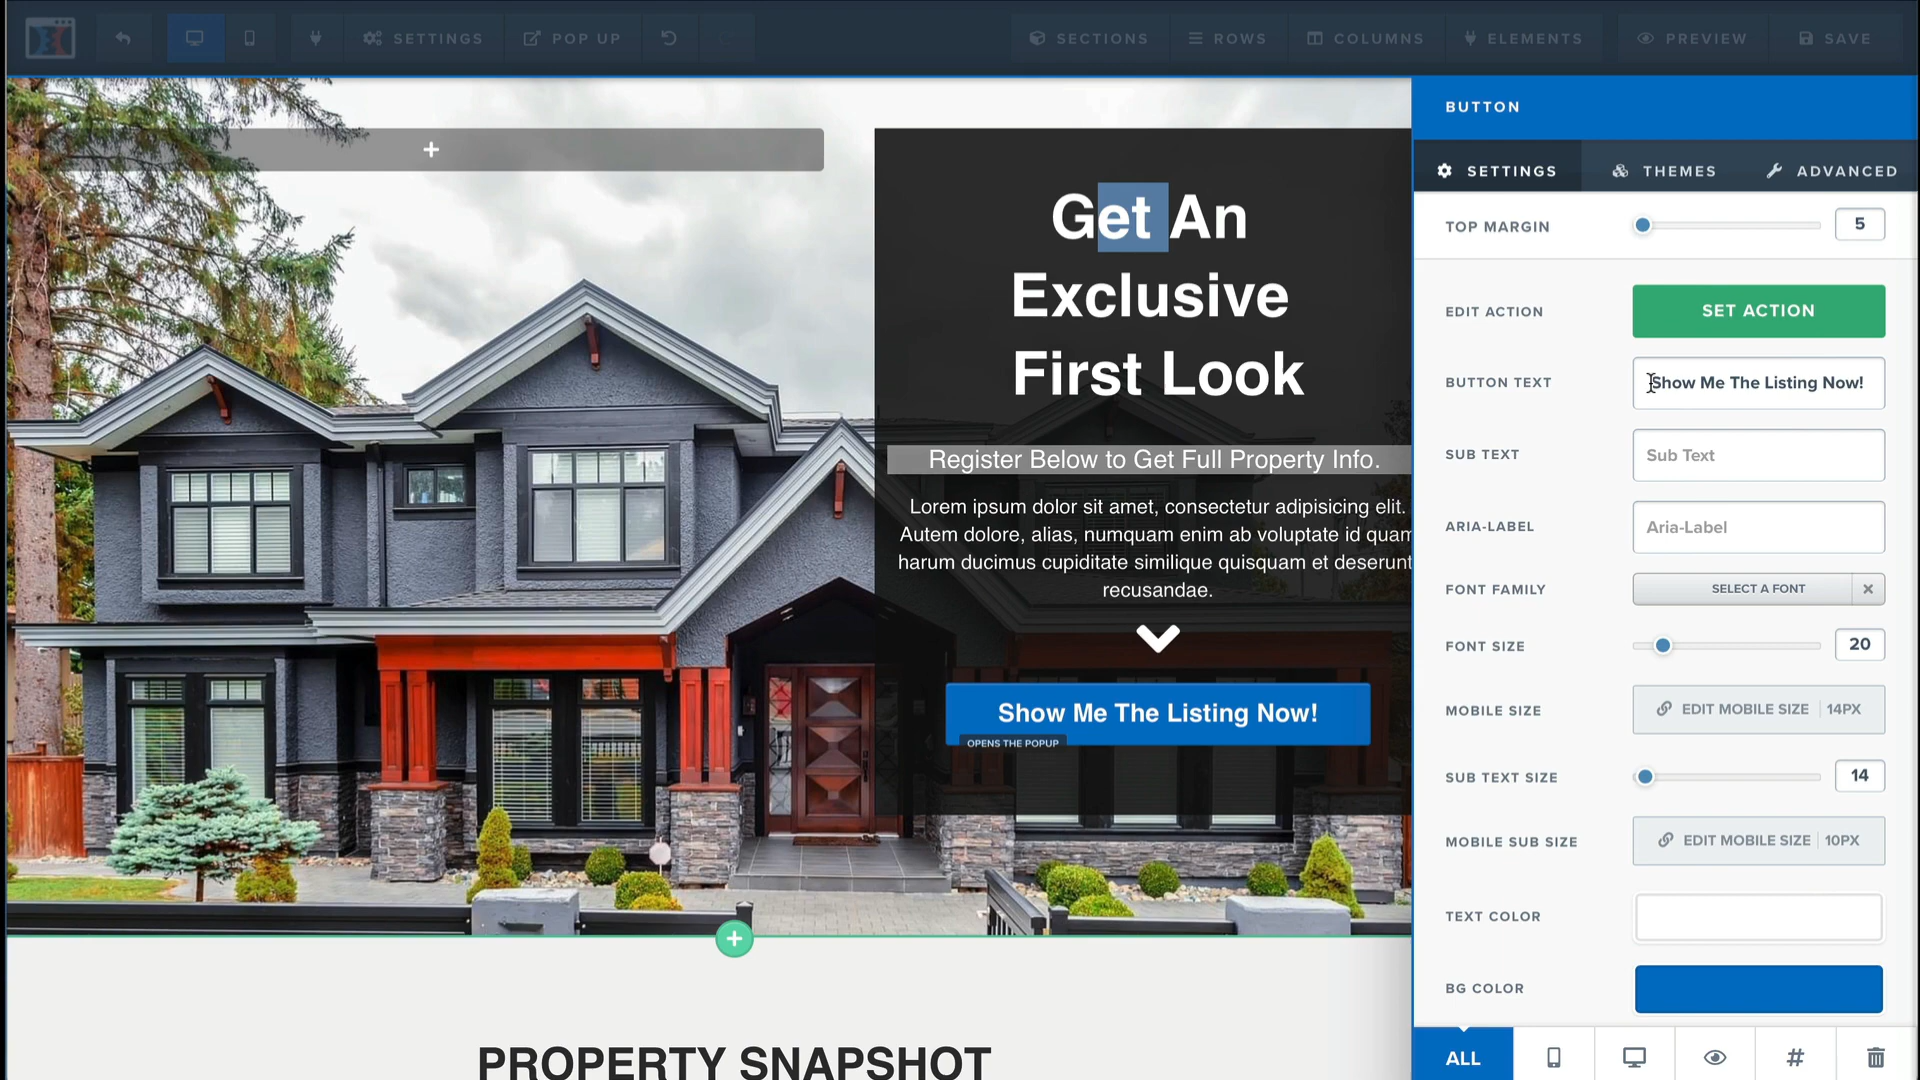 SETTINGS
POP UP
SECTIONS
ROWS
COLUMNS
ELEMENTS
PREVIEW
SAVE
Get An
Exclusive
First Look
Register Below to Get Full Property Info.
Lorem ipsum dolor sit amet, consectetur adipisicing elit.
Autem dolore, alias, numquam enim ab voluptate id quam
harum ducimus cupiditate similique quisquam et deserunt
recusandae.
Show Me The Listing Now!
OPENS THE POPUP
PROPERTY SNAPSHOT
BUTTON
SETTINGS
THEMES
ADVANCED
TOP MARGIN
5
EDIT ACTION
SET ACTION
BUTTON TEXT
Show Me The Listing Now!
SUB TEXT
Sub Text
ARIA-LABEL
Aria-Label
FONT FAMILY
SELECT A FONT
FONT SIZE
20
MOBILE SIZE
EDIT MOBILE SIZE 14PX
SUB TEXT SIZE
14
MOBILE SUB SIZE
EDIT MOBILE SIZE 10PX
TEXT COLOR
BG COLOR
ALL